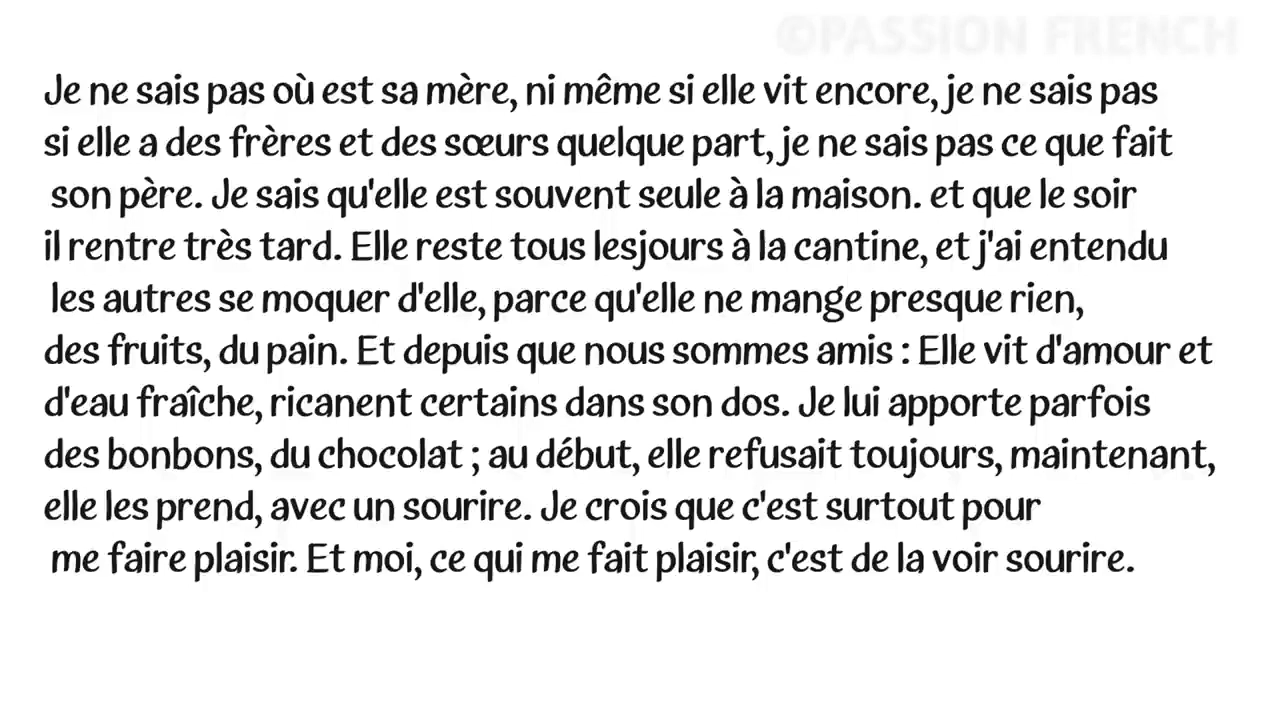 ©PASSION FRENCH
Je ne sais pas où est sa mère, ni même si elle vit encore, je ne sais pas
si elle a des frères et des sœurs quelque part, je ne sais pas ce que fait
son père. Je sais qu'elle est souvent seule à la maison. et que le soir
il rentre très tard. Elle reste tous lesjours à la cantine, et j'ai entendu
les autres se moquer d'elle, parce qu'elle ne mange presque rien,
des fruits, du pain. Et depuis que nous sommes amis : Elle vit d'amour et
d'eau fraîche, ricanent certains dans son dos. Je lui apporte parfois
des bonbons, du chocolat ; au début, elle refusait toujours, maintenant,
elle les prend, avec un sourire. Je crois que c'est surtout pour
me faire plaisir. Et moi, ce qui me fait plaisir, c'est de la voir sourire.